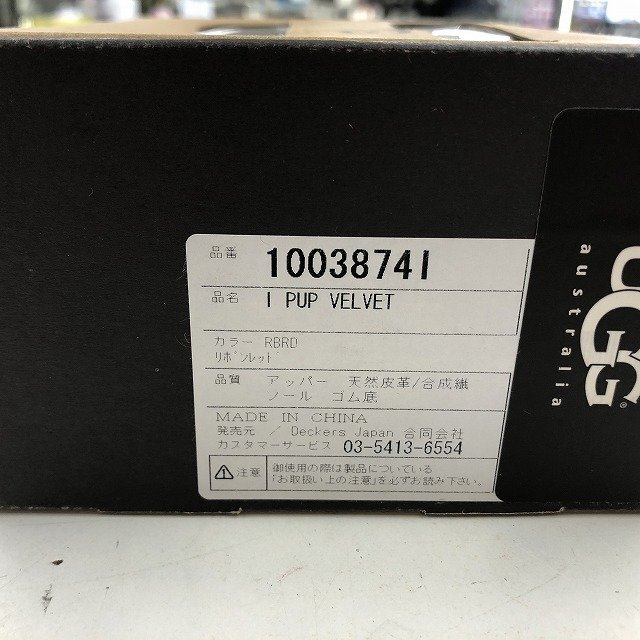 品番 1003874I
品名 I PUP VELVET
カラー RBRD
リボンレッド
品質 アッパー 天然皮革/合成繊
ノール ゴム底
MADE IN CHINA
発売元 ／ Deckers Japan 合同会社
カスタマーサービス 03-5413-6554
注意 御使用の際は製品についている
「お取扱い上の注意」を必ずお読み下さい。
UGG
australia
®